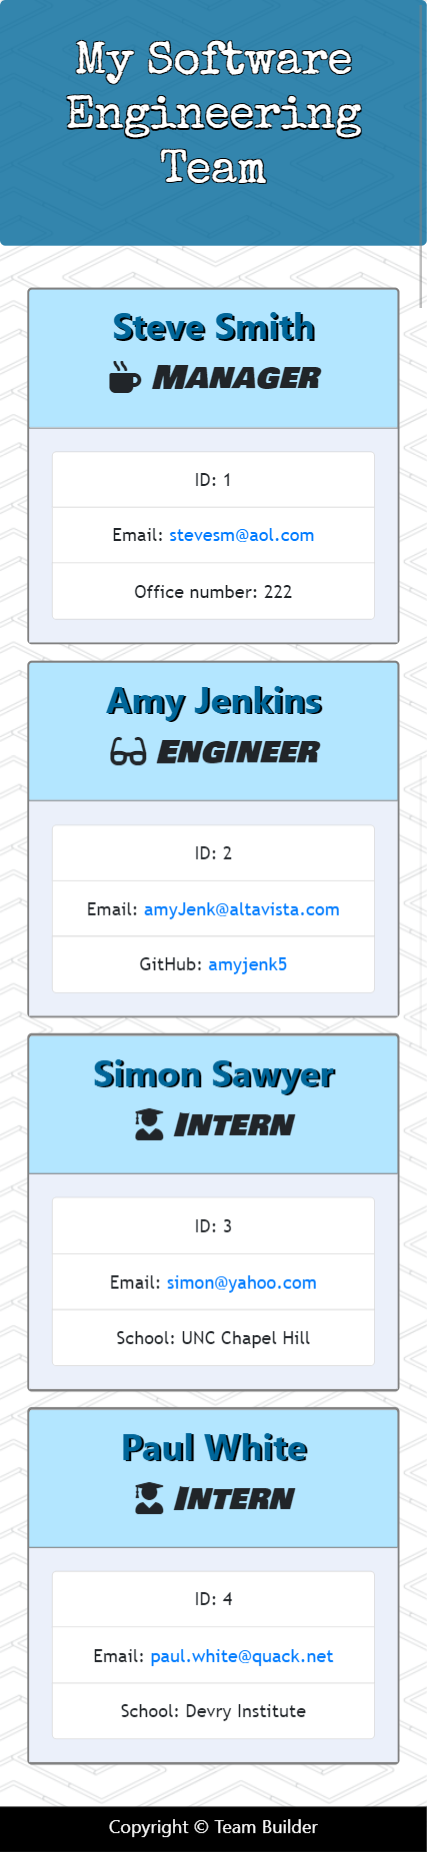 My Software
Engineering
Team
Steve Smith
Manager
ID: 1
Email: stevesm@aol.com
Office number: 222
Amy Jenkins
Engineer
ID: 2
Email: amyJenk@altavista.com
GitHub: amyjenk5
Simon Sawyer
Intern
ID: 3
Email: simon@yahoo.com
School: UNC Chapel Hill
Paul White
Intern
ID: 4
Email: paul.white@quack.net
School: Devry Institute
Copyright © Team Builder